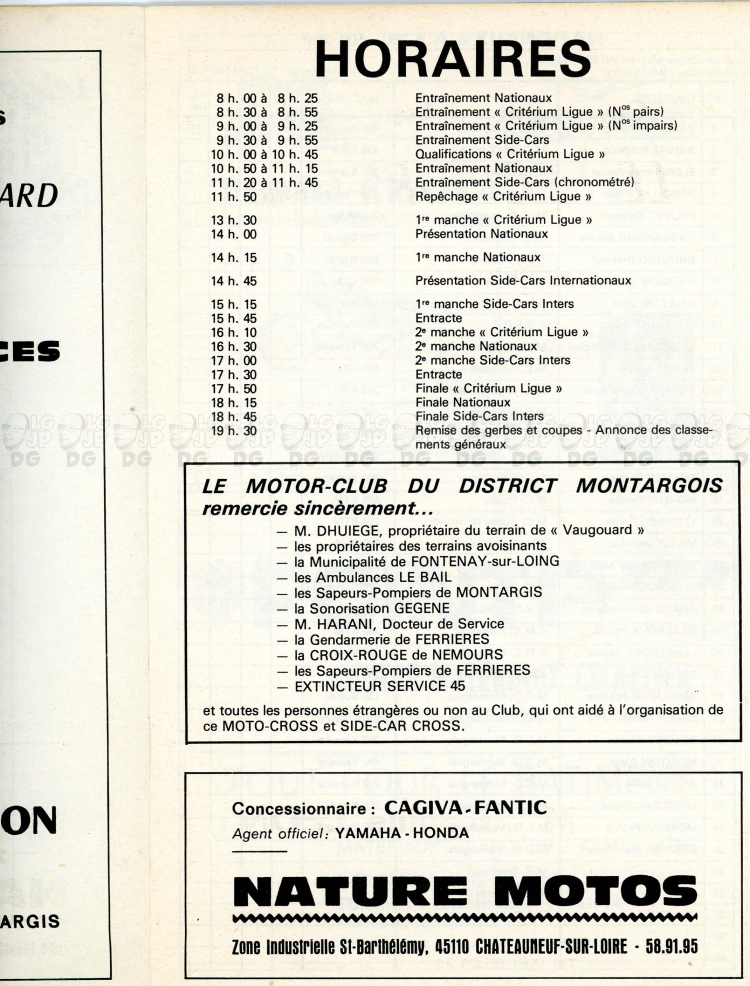 HORAIRES
8 h. 00 à 8 h. 25 Entraînement Nationaux
8 h. 30 à 8 h. 55 Entraînement « Critérium Ligue » (Nos pairs)
9 h. 00 à 9 h. 25 Entraînement « Critérium Ligue » (Nos impairs)
9 h. 30 à 9 h. 55 Entraînement Side-Cars
10 h. 00 à 10 h. 45 Qualifications « Critérium Ligue »
10 h. 50 à 11 h. 15 Entraînement Nationaux
11 h. 20 à 11 h. 45 Entraînement Side-Cars (chronométré)
11 h. 50 Repêchage « Critérium Ligue »
13 h. 30 1re manche « Critérium Ligue »
14 h. 00 Présentation Nationaux
14 h. 15 1re manche Nationaux
14 h. 45 Présentation Side-Cars Internationaux
15 h. 15 1re manche Side-Cars Inters
15 h. 45 Entracte
16 h. 10 2e manche « Critérium Ligue »
16 h. 30 2e manche Nationaux
17 h. 00 2e manche Side-Cars Inters
17 h. 30 Entracte
17 h. 50 Finale « Critérium Ligue »
18 h. 15 Finale Nationaux
18 h. 45 Finale Side-Cars Inters
19 h. 30 Remise des gerbes et coupes - Annonce des classe-
ments généraux
LE MOTOR-CLUB DU DISTRICT MONTARGOIS
remercie sincèrement...
— M. DHUIEGE, propriétaire du terrain de « Vaugouard »
— les propriétaires des terrains avoisinants
— la Municipalité de FONTENAY-sur-LOING
— les Ambulances LE BAIL
— les Sapeurs-Pompiers de MONTARGIS
— la Sonorisation GEGENE
— M. HARANI, Docteur de Service
— la Gendarmerie de FERRIERES
— la CROIX-ROUGE de NEMOURS
— les Sapeurs-Pompiers de FERRIERES
— EXTINCTEUR SERVICE 45
et toutes les personnes étrangères ou non au Club, qui ont aidé à l'organisation de
ce MOTO-CROSS et SIDE-CAR CROSS.
Concessionnaire : CAGIVA - FANTIC
Agent officiel : YAMAHA - HONDA
NATURE MOTOS
Zone Industrielle St-Barthélémy, 45110 CHATEAUNEUF-SUR-LOIRE - 58.91.95
S
ARD
CES
ON
ARGIS